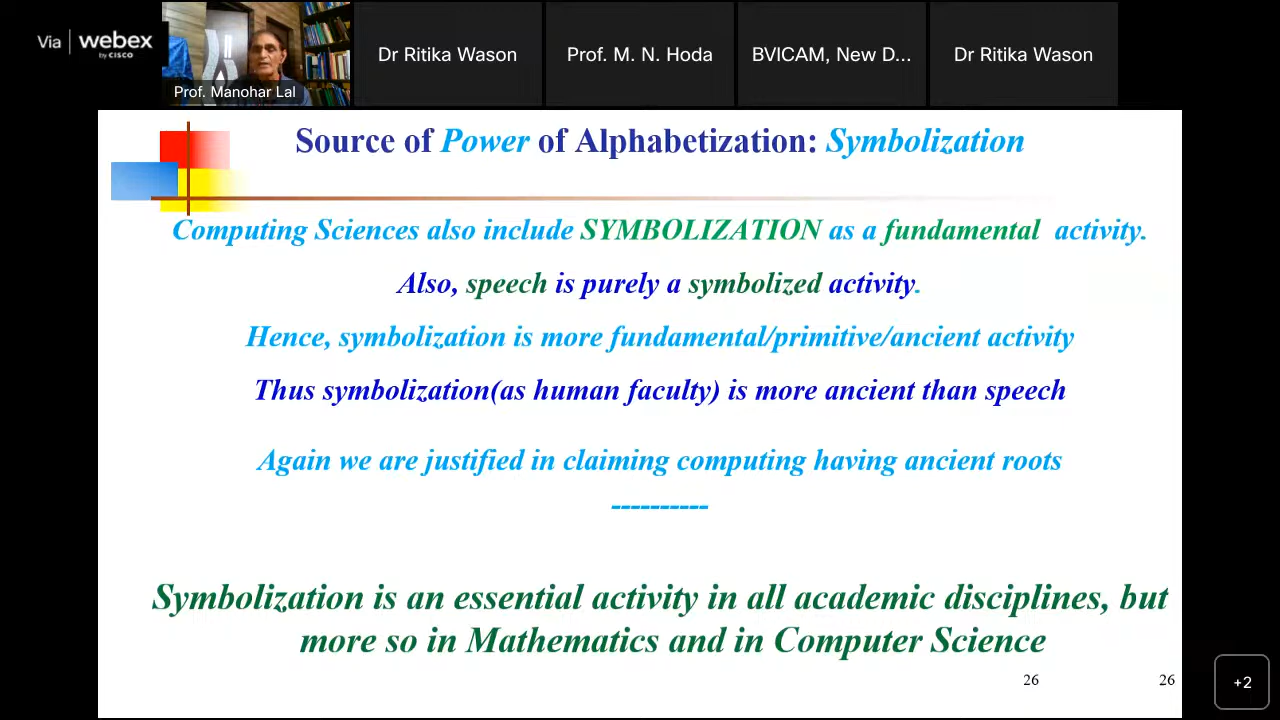 Via | webex
by CISCO
Prof. Manohar Lal
Dr Ritika Wason
Prof. M. N. Hoda
BVICAM, New D...
Dr Ritika Wason
Source of Power of Alphabetization: Symbolization
Computing Sciences also include SYMBOLIZATION as a fundamental activity.
Also, speech is purely a symbolized activity.
Hence, symbolization is more fundamental/primitive/ancient activity
Thus symbolization(as human faculty) is more ancient than speech
Again we are justified in claiming computing having ancient roots
----------
Symbolization is an essential activity in all academic disciplines, but
more so in Mathematics and in Computer Science
26
26
+2